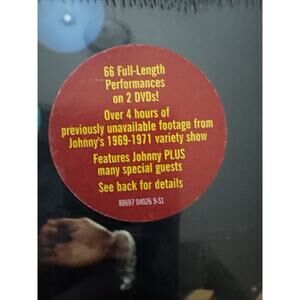 66 Full-Length
Performances
on 2 DVDs!
Over 4 hours of
previously unavailable footage from
Johnny's 1969-1971 variety show
Features Johnny PLUS
many special guests
See back for details
88697 04026 9-S1